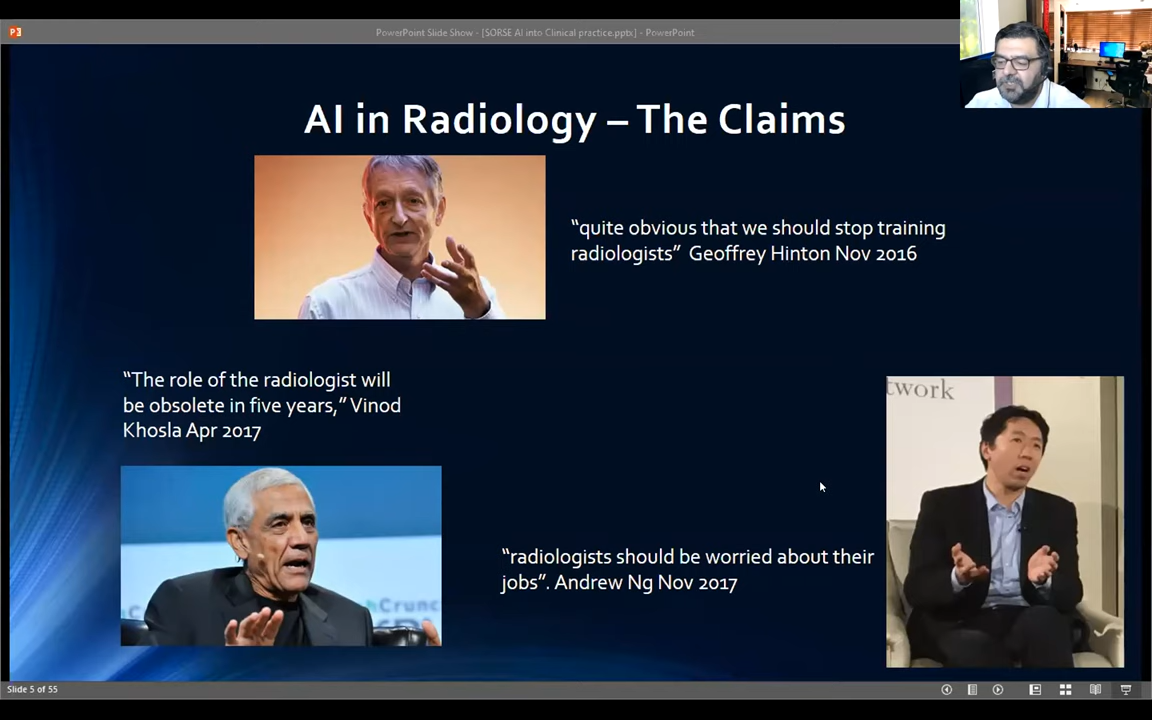 PowerPoint Slide Show - [SORSE AI into Clinical practice.pptx] - PowerPoint
AI in Radiology – The Claims
“quite obvious that we should stop training
radiologists” Geoffrey Hinton Nov 2016
“The role of the radiologist will
be obsolete in five years,” Vinod
Khosla Apr 2017
twork
“radiologists should be worried about their
jobs”. Andrew Ng Nov 2017
Crunc
Slide 5 of 55